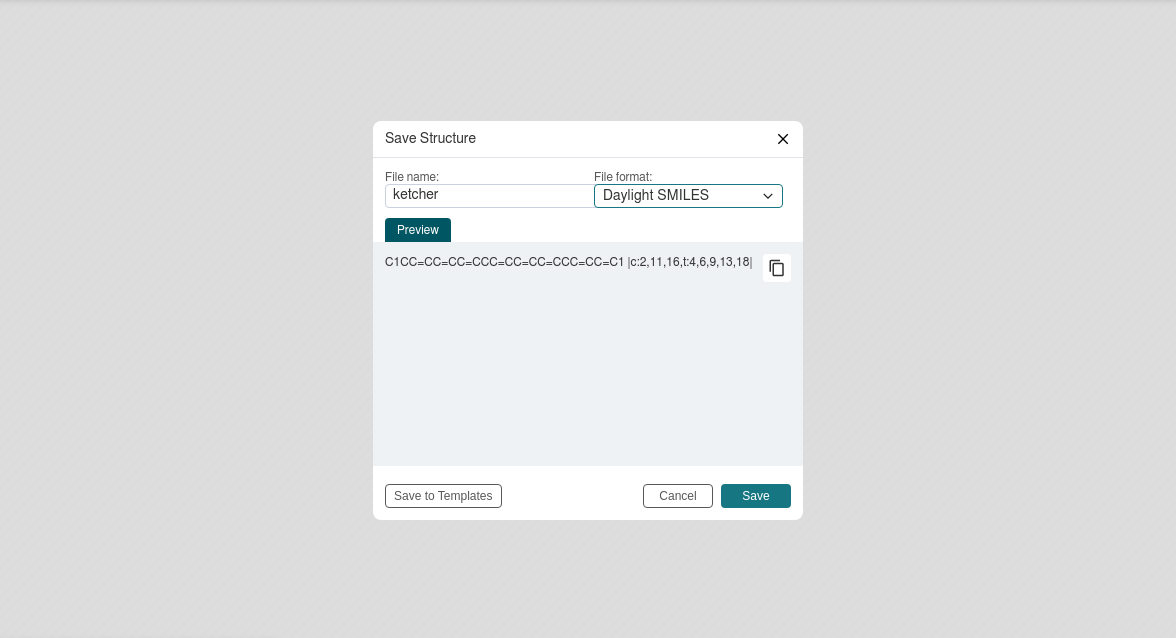 Save Structure
File name:
File format:
ketcher
Daylight SMILES
Preview
C1CC=CC=CC=CCC=CC=CC=CCC=CC=C1 |c:2,11,16,t:4,6,9,13,18|
Save to Templates
Cancel
Save